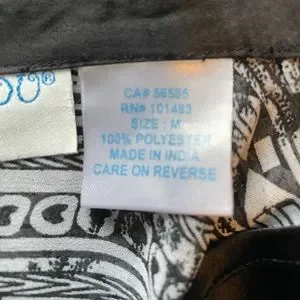 CA# 56585
RN# 101483
SIZE : M
100% POLYESTER
MADE IN INDIA
CARE ON REVERSE